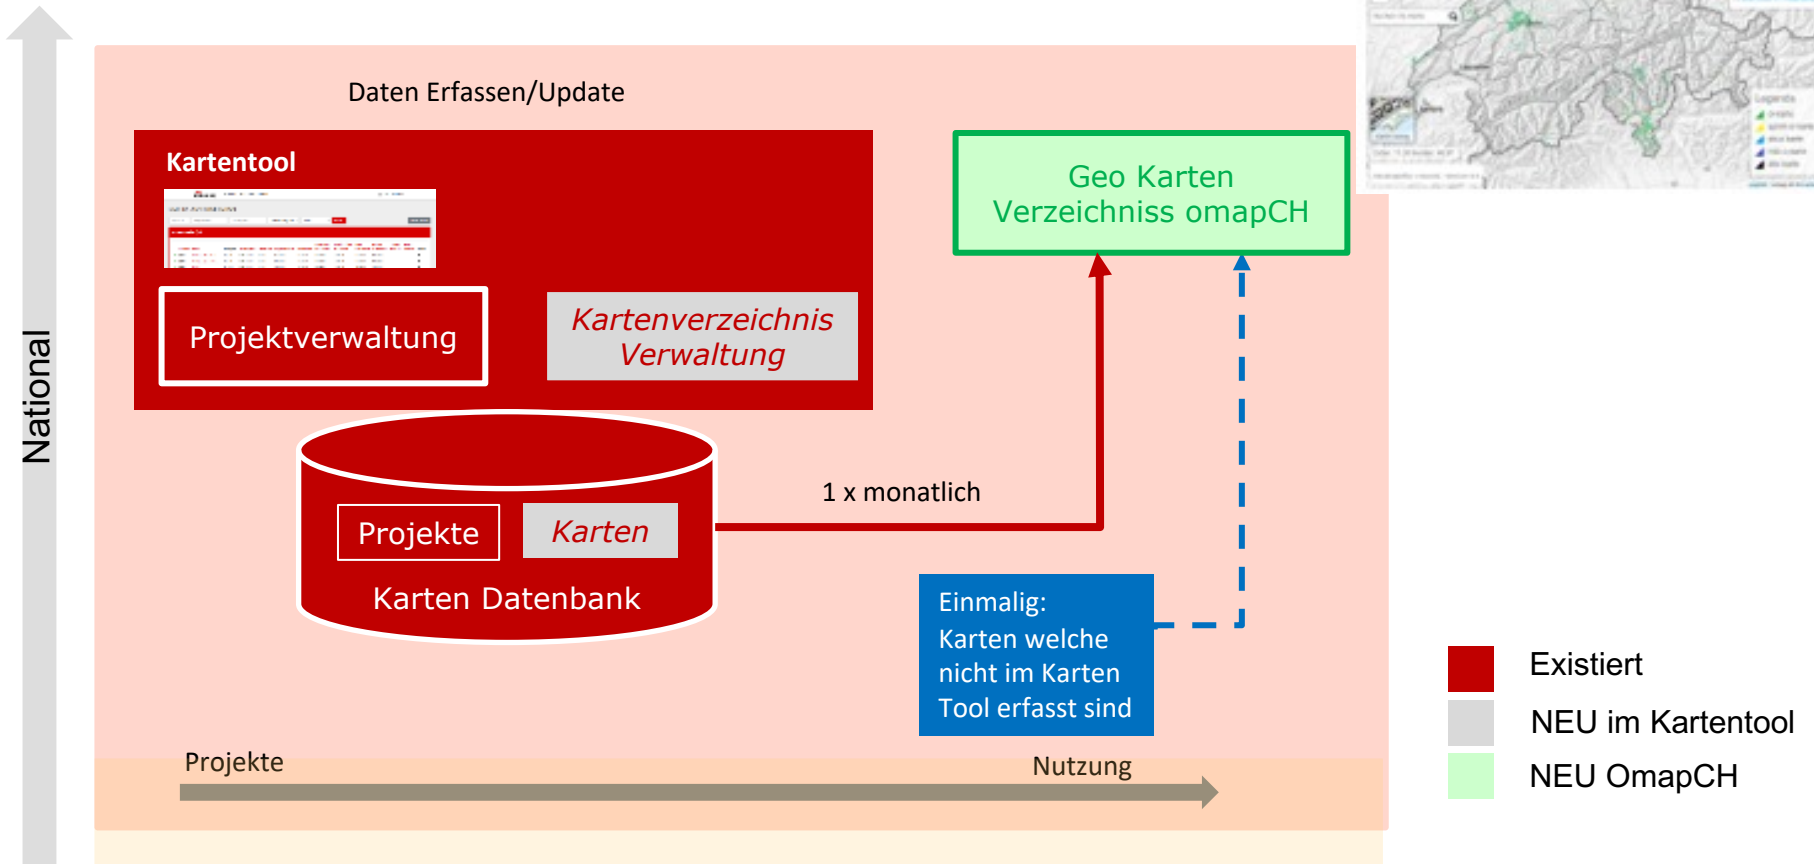 National
Daten Erfassen/Update
Kartentool
Projektverwaltung
Kartenverzeichnis
Verwaltung
Geo Karten
Verzeichniss omapCH
1 x monatlich
Projekte
Karten
Karten Datenbank
Einmalig:
Karten welche
nicht im Karten
Tool erfasst sind
Projekte
Nutzung
Legende
Existiert
NEU im Kartentool
NEU OmapCH